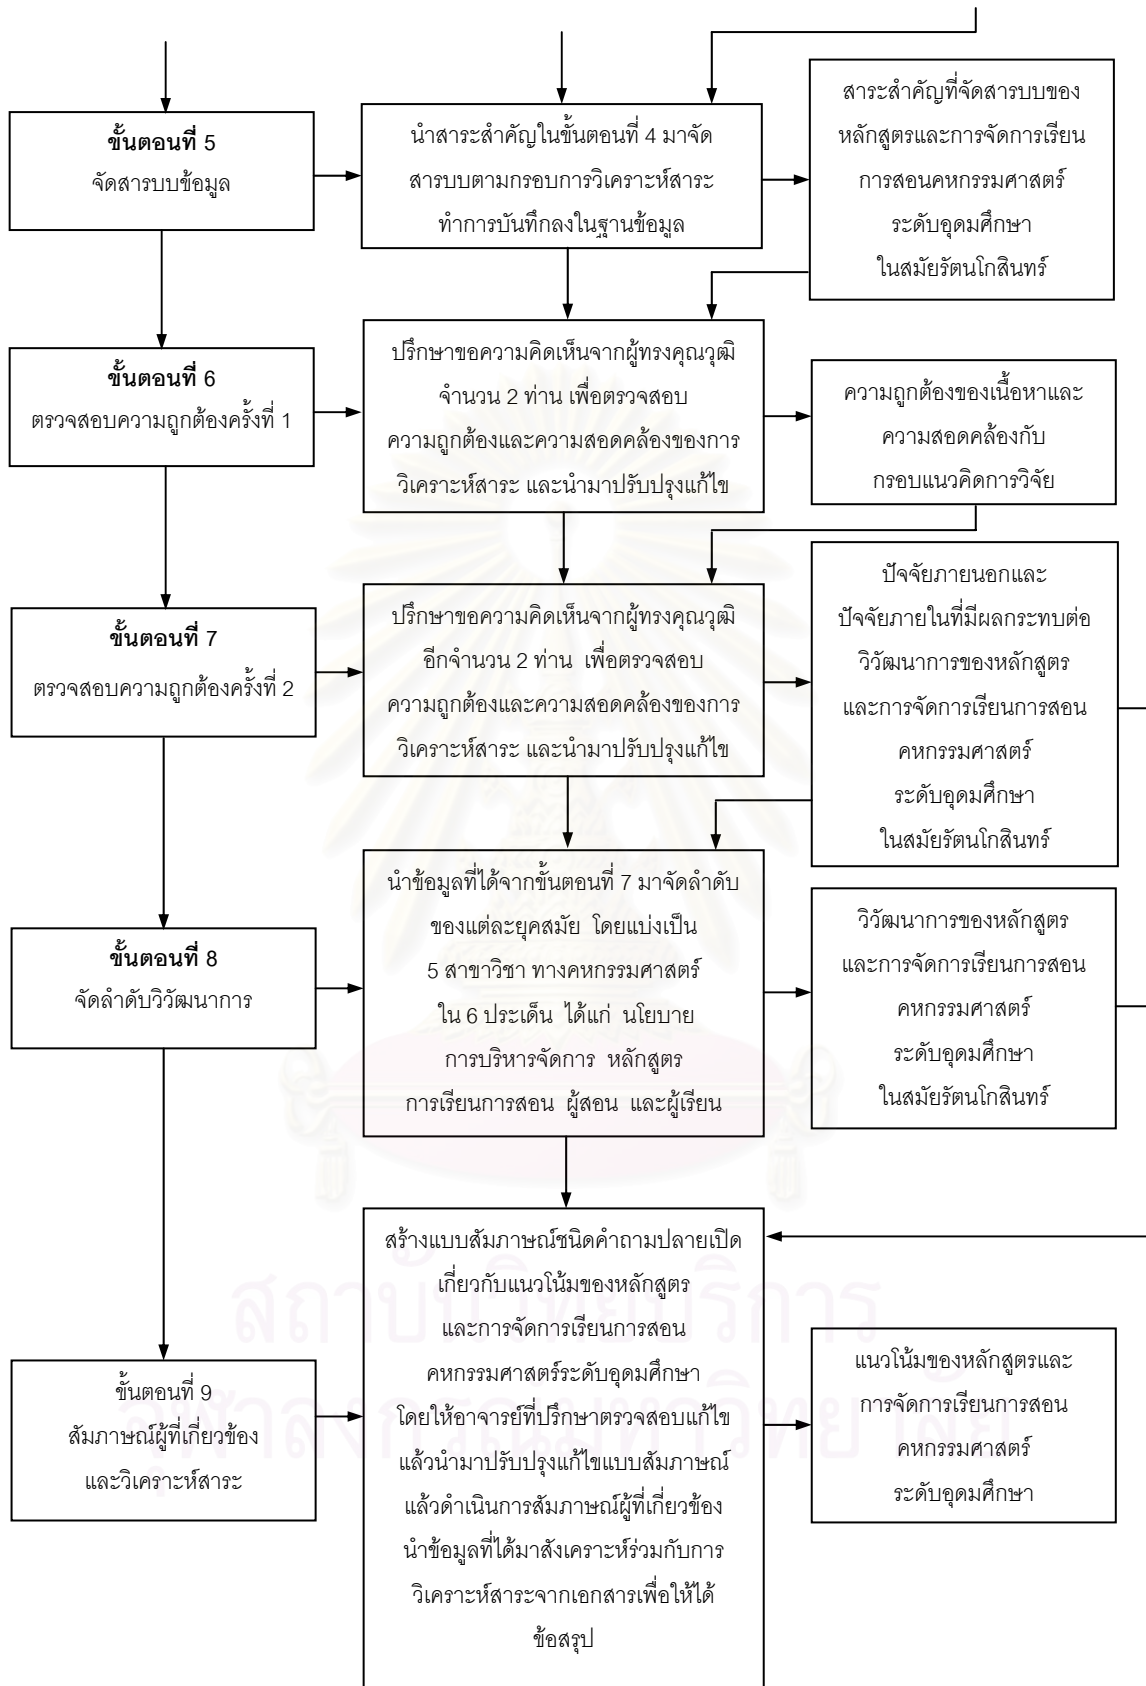 ขั้นตอนที่ 5
จัดสารบบข้อมูล
นำสาระสำคัญในขั้นตอนที่ 4 มาจัด
สารบบตามกรอบการวิเคราะห์สาระ
ทำการบันทึกลงในฐานข้อมูล
สาระสำคัญที่จัดสารบบของ
หลักสูตรและการจัดการเรียน
การสอนคหกรรมศาสตร์
ระดับอุดมศึกษา
ในสมัยรัตนโกสินทร์
ขั้นตอนที่ 6
ตรวจสอบความถูกต้องครั้งที่ 1
ปรึกษาขอความคิดเห็นจากผู้ทรงคุณวุฒิ
จำนวน 2 ท่าน เพื่อตรวจสอบ
ความถูกต้องและความสอดคล้องของการ
วิเคราะห์สาระ และนำมาปรับปรุงแก้ไข
ความถูกต้องของเนื้อหาและ
ความสอดคล้องกับ
กรอบแนวคิดการวิจัย
ขั้นตอนที่ 7
ตรวจสอบความถูกต้องครั้งที่ 2
ปรึกษาขอความคิดเห็นจากผู้ทรงคุณวุฒิ
อีกจำนวน 2 ท่าน เพื่อตรวจสอบ
ความถูกต้องและความสอดคล้องของการ
วิเคราะห์สาระ และนำมาปรับปรุงแก้ไข
ปัจจัยภายนอกและ
ปัจจัยภายในที่มีผลกระทบต่อ
วิวัฒนาการของหลักสูตร
และการจัดการเรียนการสอน
คหกรรมศาสตร์
ระดับอุดมศึกษา
ในสมัยรัตนโกสินทร์
ขั้นตอนที่ 8
จัดลำดับวิวัฒนาการ
นำข้อมูลที่ได้จากขั้นตอนที่ 7 มาจัดลำดับ
ของแต่ละยุคสมัย โดยแบ่งเป็น
5 สาขาวิชา ทางคหกรรมศาสตร์
ใน 6 ประเด็น ได้แก่ นโยบาย
การบริหารจัดการ หลักสูตร
การเรียนการสอน ผู้สอน และผู้เรียน
วิวัฒนาการของหลักสูตร
และการจัดการเรียนการสอน
คหกรรมศาสตร์
ระดับอุดมศึกษา
ในสมัยรัตนโกสินทร์
ขั้นตอนที่ 9
สัมภาษณ์ผู้ที่เกี่ยวข้อง
และวิเคราะห์สาระ
สร้างแบบสัมภาษณ์ชนิดคำถามปลายเปิด
เกี่ยวกับแนวโน้มของหลักสูตร
และการจัดการเรียนการสอน
คหกรรมศาสตร์ระดับอุดมศึกษา
โดยให้อาจารย์ที่ปรึกษาตรวจสอบแก้ไข
แล้วนำมาปรับปรุงแก้ไขแบบสัมภาษณ์
แล้วดำเนินการสัมภาษณ์ผู้ที่เกี่ยวข้อง
นำข้อมูลที่ได้มาสังเคราะห์ร่วมกับการ
วิเคราะห์สาระจากเอกสารเพื่อให้ได้
ข้อสรุป
แนวโน้มของหลักสูตรและ
การจัดการเรียนการสอน
คหกรรมศาสตร์
ระดับอุดมศึกษา
สถาบันวิทยบริการ
จุฬาลงกรณ์มหาวิทยาลัย